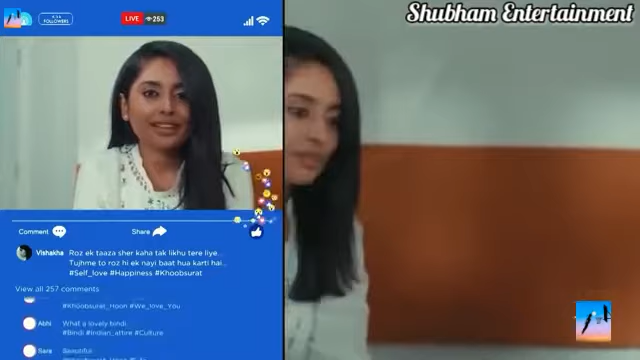 Shubham Entertainment
FOLLOWERS
LIVE 253
Comment
Share
Vishakha Roz ek taaza sher kaha tak likhu tere liye...
Tujhme to roz hi ek nayi baat hua karti hai..
#Self_love #Happiness #Khoobsurat
View all 257 comments
#Khoobsurat_Hoon #We_love_You
Abhi What a lovely bindi
#Bindi #Indian_attire #Culture
Sara Beautiful